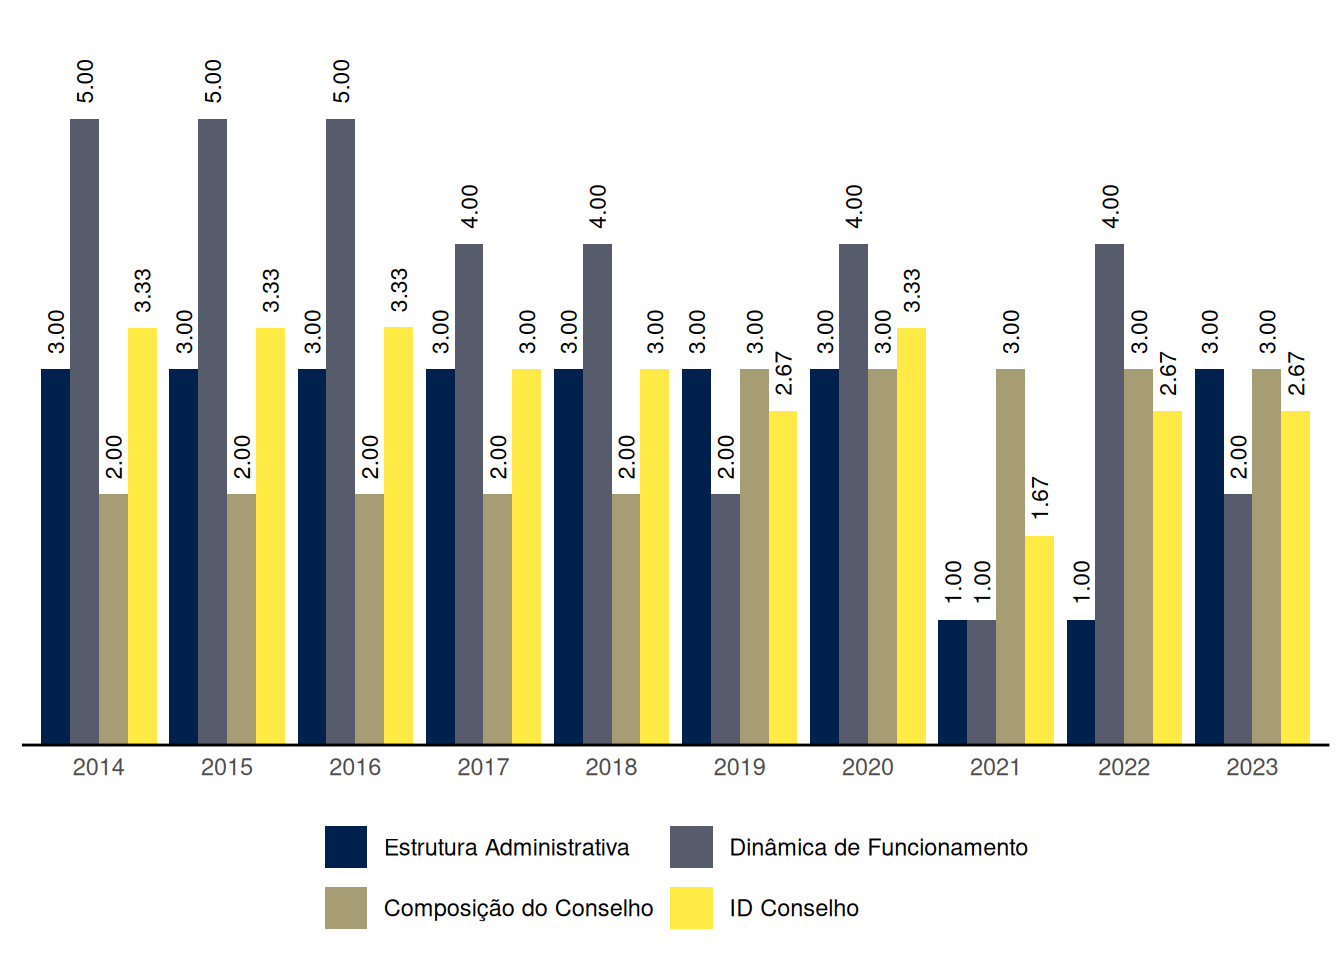 5.00 5.00 5.00
4.00 4.00 4.00 4.00
3.00 3.33 3.00 3.33 3.00 3.33 3.00 3.00 3.00 3.00 3.00 3.00 3.00 3.00 3.33 3.00 3.00 3.00 3.00
2.67 2.67 2.67
2.00 2.00 2.00 2.00 2.00 2.00 2.00
1.67
1.00 1.00 1.00
2014 2015 2016 2017 2018 2019 2020 2021 2022 2023
Estrutura Administrativa Dinâmica de Funcionamento
Composição do Conselho ID Conselho